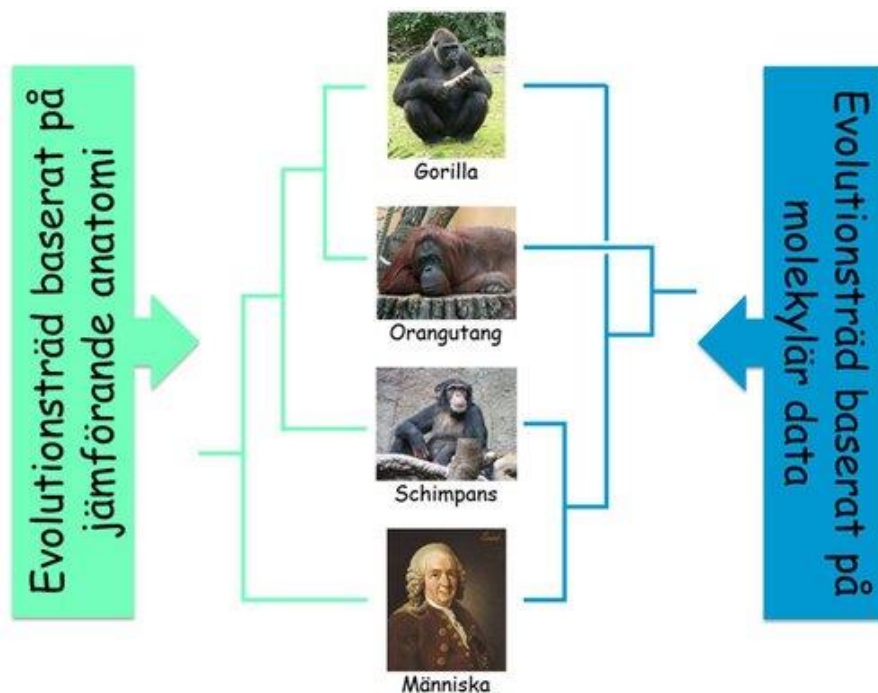 Evolutionsträd baserat på
jämförande anatomi
Gorilla
Orangutang
Schimpans
Människa
Evolutionsträd baserat på
molekylär data